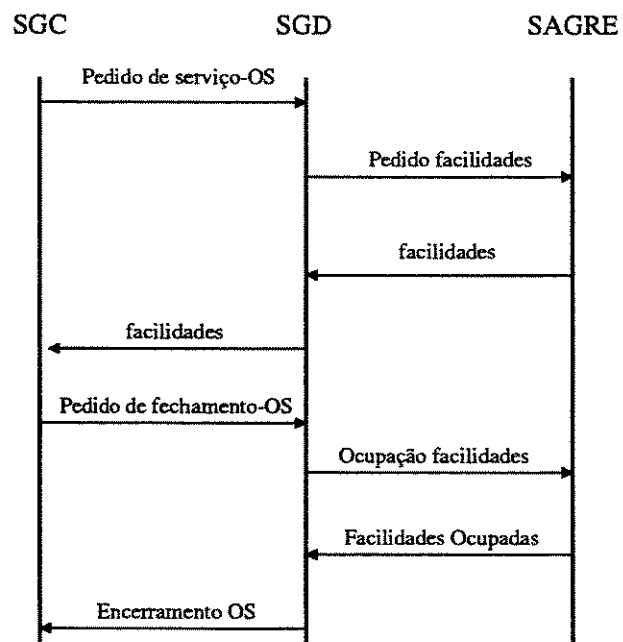 SGC SGD SAGRE
Pedido de serviço-OS
Pedido facilidades
facilidades
facilidades
Pedido de fechamento-OS
Ocupação facilidades
Facilidades Ocupadas
Encerramento OS